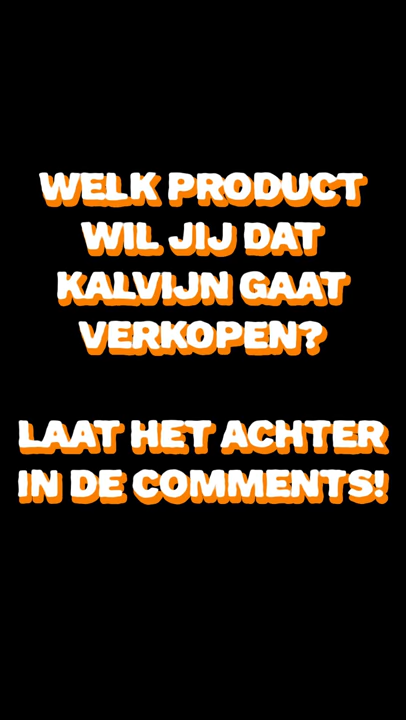 WELK PRODUCT
WIL JIJ DAT
KALVIJN GAAT
VERKOPEN?
LAAT HET ACHTER
IN DE COMMENTS!